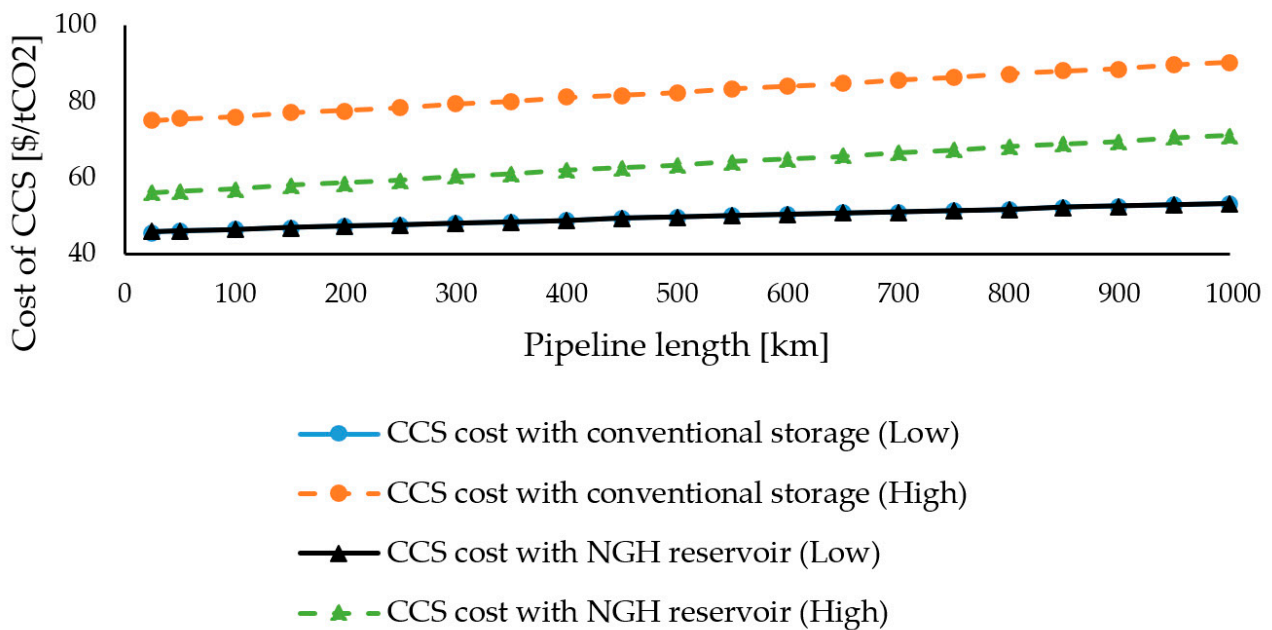 Cost of CCS [$/tCO2]
100
80
60
40
0 100 200 300 400 500 600 700 800 900 1000
Pipeline length [km]
CCS cost with conventional storage (Low)
CCS cost with conventional storage (High)
CCS cost with NGH reservoir (Low)
CCS cost with NGH reservoir (High)